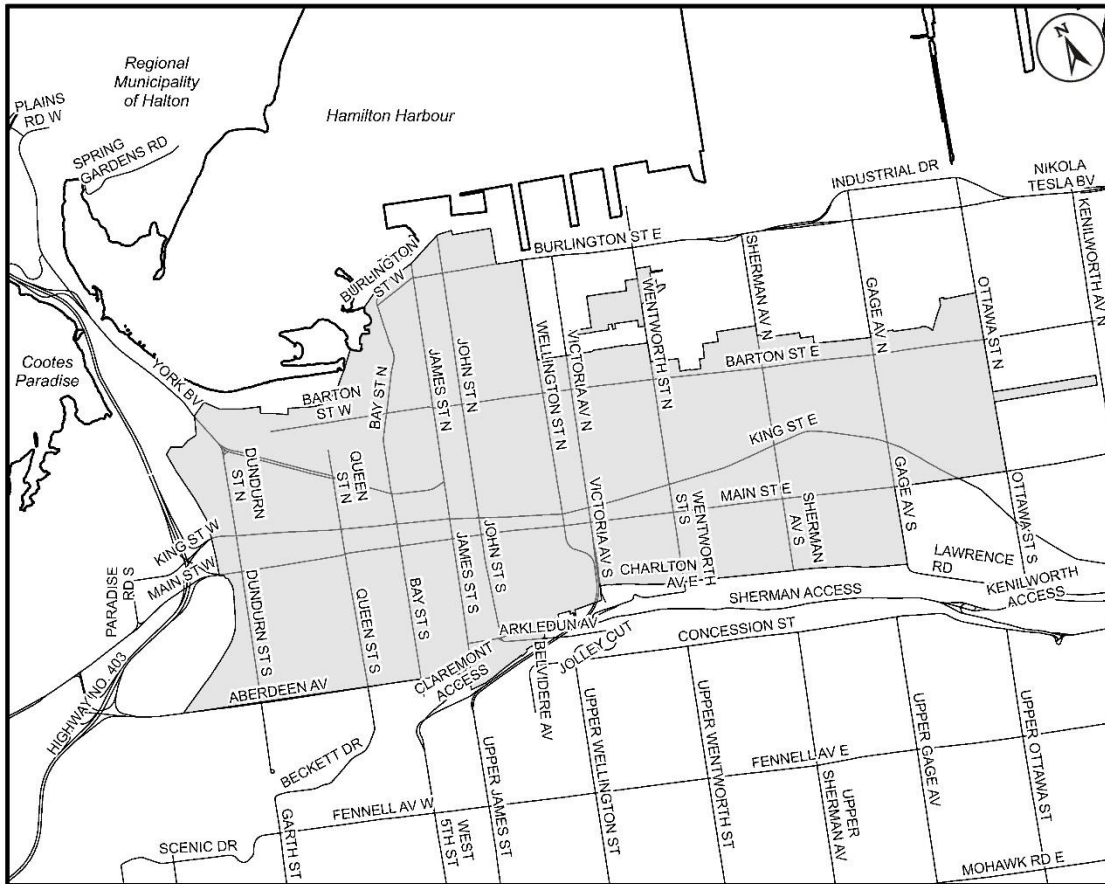 N
Regional
Municipality
of Halton
Hamilton Harbour
PLAINS
RD W
SPRING
GARDENS RD
INDUSTRIAL DR
NIKOLA
TESLA BV
KENILWORTH AV N
BURLINGTON ST E
BURLINGTON
ST W
SHERMAN AV N
GAGE AV N
OTTAWA ST N
WENTWORTH ST N
VICTORIA AV N
WELLINGTON ST N
JOHN ST N
JAMES ST N
BAY ST N
Cootes
Paradise
YORK BV
BARTON
ST W
BARTON ST E
KING ST E
DUNDURN
ST N
QUEEN
ST N
MAIN ST E
VICTORIA AV S
WENTWORTH
ST S
SHERMAN
AV S
GAGE AV S
OTTAWA ST S
KING ST W
MAIN ST W
PARADISE
RD S
DUNDURN ST S
QUEEN ST S
BAY ST S
JAMES ST S
JOHN ST S
CHARLTON
AV E
LAWRENCE
RD
KENILWORTH
ACCESS
SHERMAN ACCESS
ARKLEDUN AV
CONCESSION ST
JOLLEY CUT
BELVIDERE AV
CLAREMONT
ACCESS
ABERDEEN AV
HIGHWAY NO. 403
BECKETT DR
FENNELL AV W
FENNELL AV E
SCENIC DR
GARTH ST
WEST
5TH ST
UPPER JAMES ST
UPPER WELLINGTON ST
UPPER WENTWORTH ST
UPPER
SHERMAN AV
UPPER GAGE AV
UPPER OTTAWA ST
MOHAWK RD E